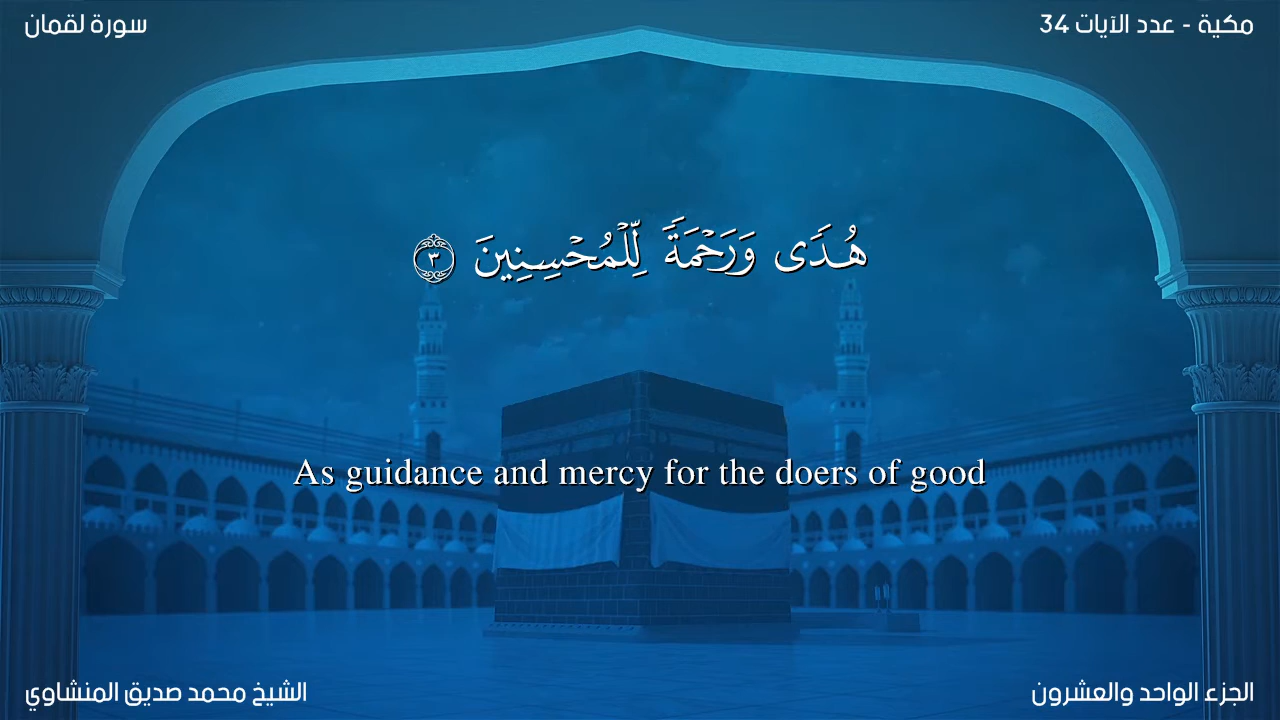 سورة لقمان
مكية - عدد الآيات 34
هُدًى وَرَحْمَةً لِّلْمُحْسِنِينَ ٣
As guidance and mercy for the doers of good
الشيخ محمد صديق المنشاوي
الجزء الواحد والعشرون